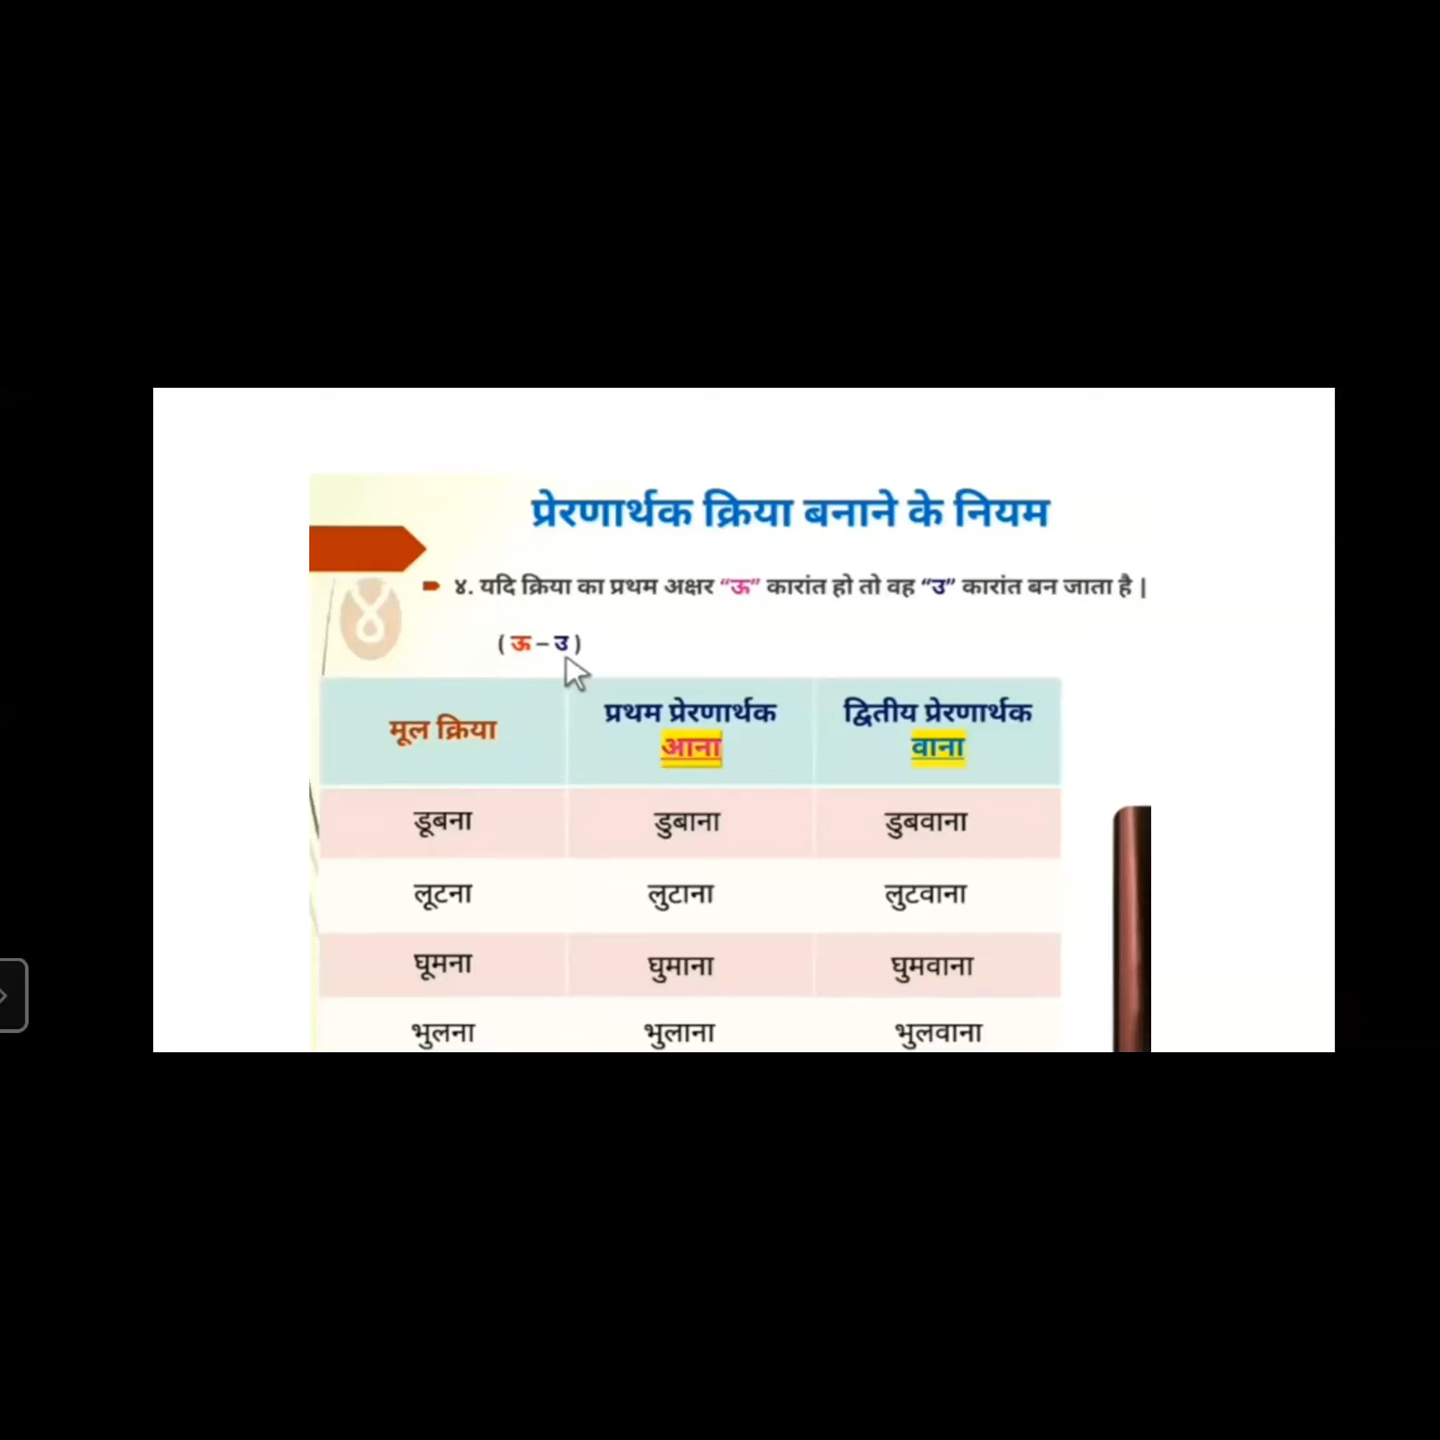 प्रेरणार्थक क्रिया बनाने के नियम
४. यदि क्रिया का प्रथम अक्षर “ऊ” कारांत हो तो वह “उ” कारांत बन जाता है |
४
( ऊ – उ )
मूल क्रिया प्रथम प्रेरणार्थक आना द्वितीय प्रेरणार्थक वाना
डूबना डुबाना डुबवाना
लूटना लुटाना लुटवाना
घूमना घुमाना घुमवाना
भुलना भुलाना भुलवाना